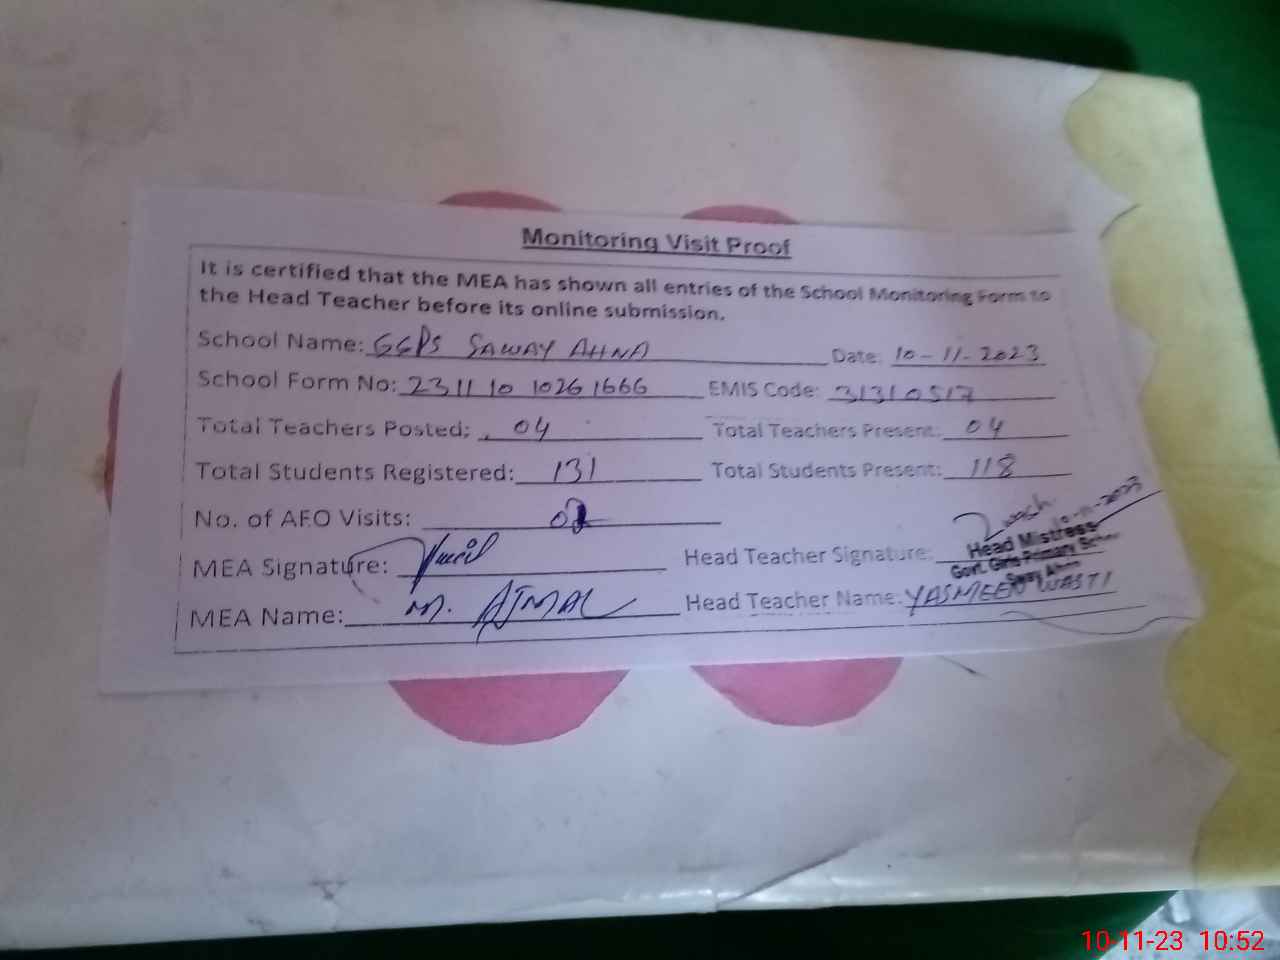 Monitoring Visit Proof
It is certified that the MEA has shown all entries of the School Monitoring Form to
the Head Teacher before its online submission.
School Name: GGPS SAWAY AHNA Date: 10-11-2023
School Form No: 2311 10 1026 1666 EMIS Code: 31310517
Total Teachers Posted: 04 Total Teachers Present: 04
Total Students Registered: 131 Total Students Present: 118
No. of AEO Visits:
MEA Signature: Head Teacher Signature:
10-11-2023
Head Mistress
Govt. Girls Primary School
MEA Name: M. AJMAL Head Teacher Name: YASMEEN WASTI
10-11-23 10:52